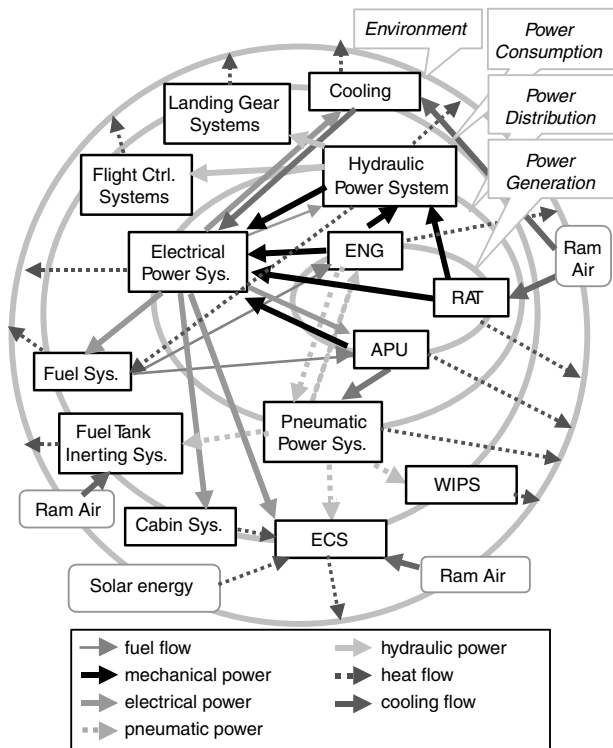 Environment
Power
Consumption
Power
Distribution
Power
Generation
Cooling
Landing Gear
Systems
Hydraulic
Power System
Flight Ctrl.
Systems
Electrical
Power Sys.
ENG
Ram
Air
RAT
APU
Fuel Sys.
Pneumatic
Power Sys.
Fuel Tank
Inerting Sys.
WIPS
Ram Air
Cabin Sys.
ECS
Solar energy
Ram Air
fuel flow
mechanical power
electrical power
pneumatic power
hydraulic power
heat flow
cooling flow